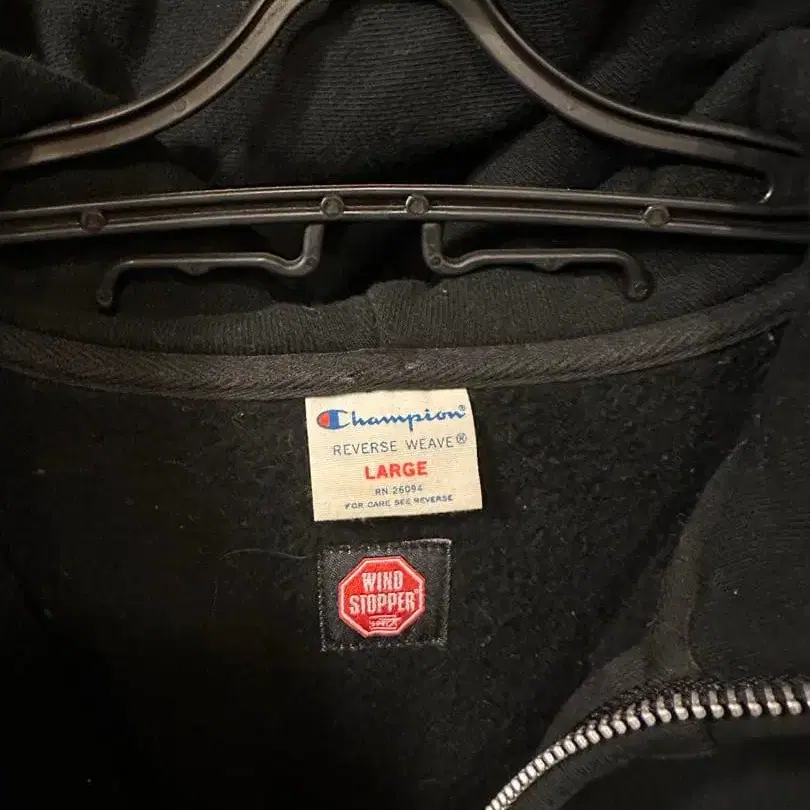 Champion®
REVERSE WEAVE®
LARGE
RN 26094
FOR CARE SEE REVERSE
WIND
STOPPER®